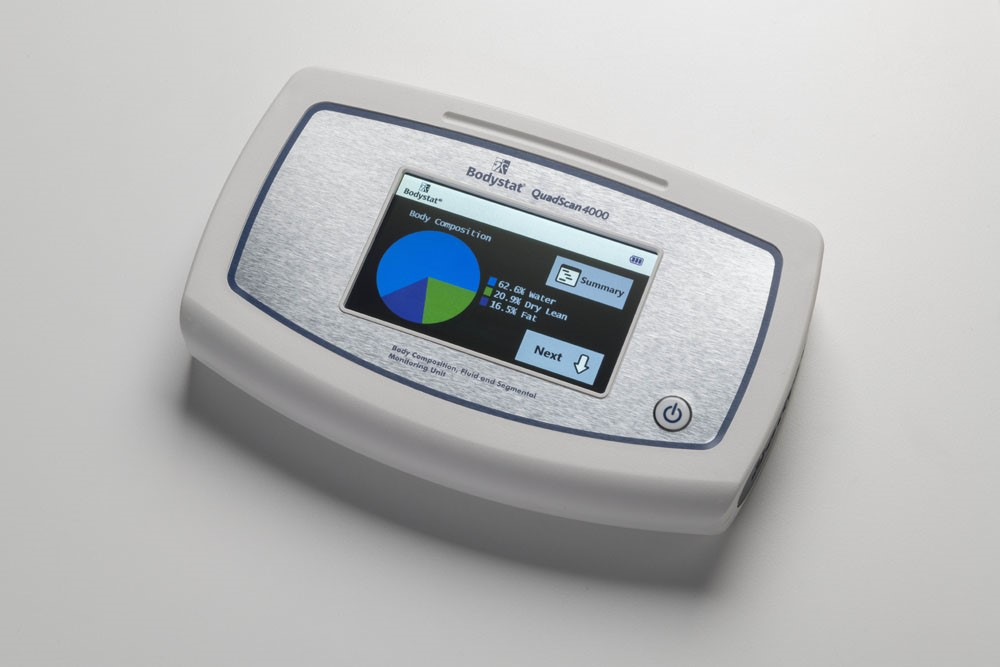 Bodystat® QuadScan 4000
Bodystat®
Body Composition
62.6% Water
20.9% Dry Lean
16.5% Fat
Summary
Next
Body Composition, Fluid and Segmental
Monitoring Unit